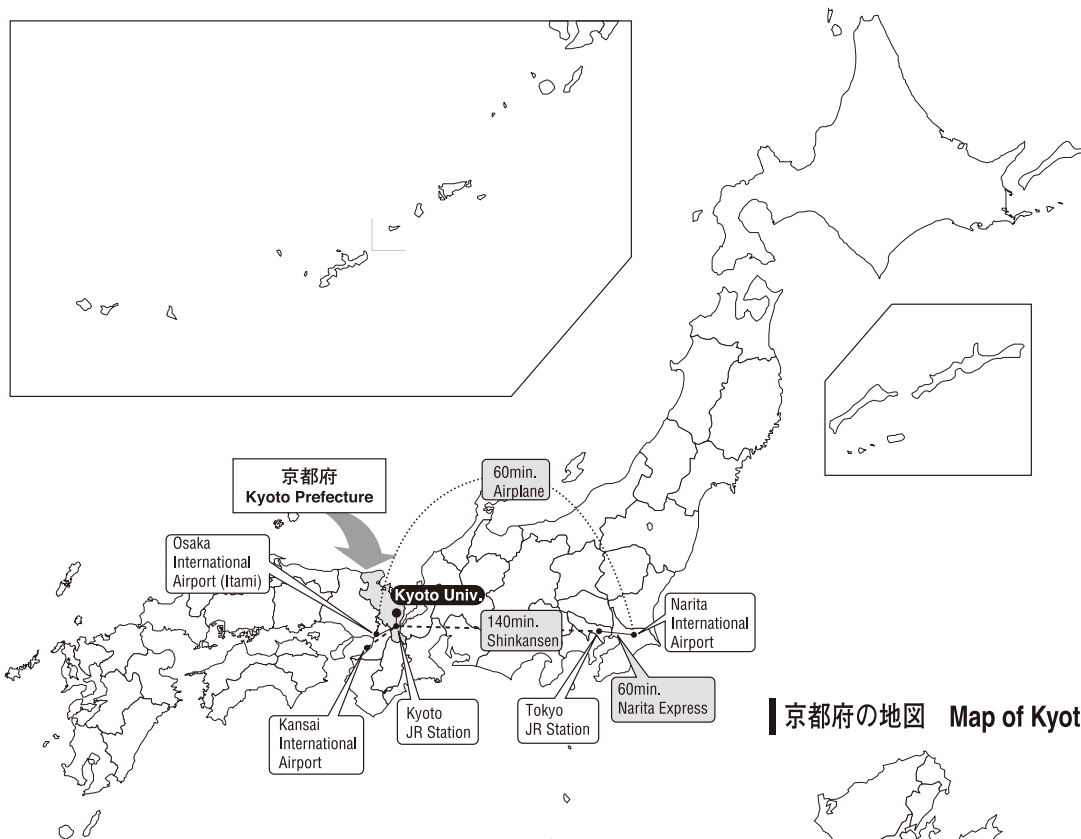 京都府
Kyoto Prefecture
60min.
Airplane
Osaka
International
Airport (Itami)
Kyoto Univ.
140min.
Shinkansen
Narita
International
Airport
60min.
Narita Express
Tokyo
JR Station
Kyoto
JR Station
Kansai
International
Airport
京都府の地図 Map of Kyot